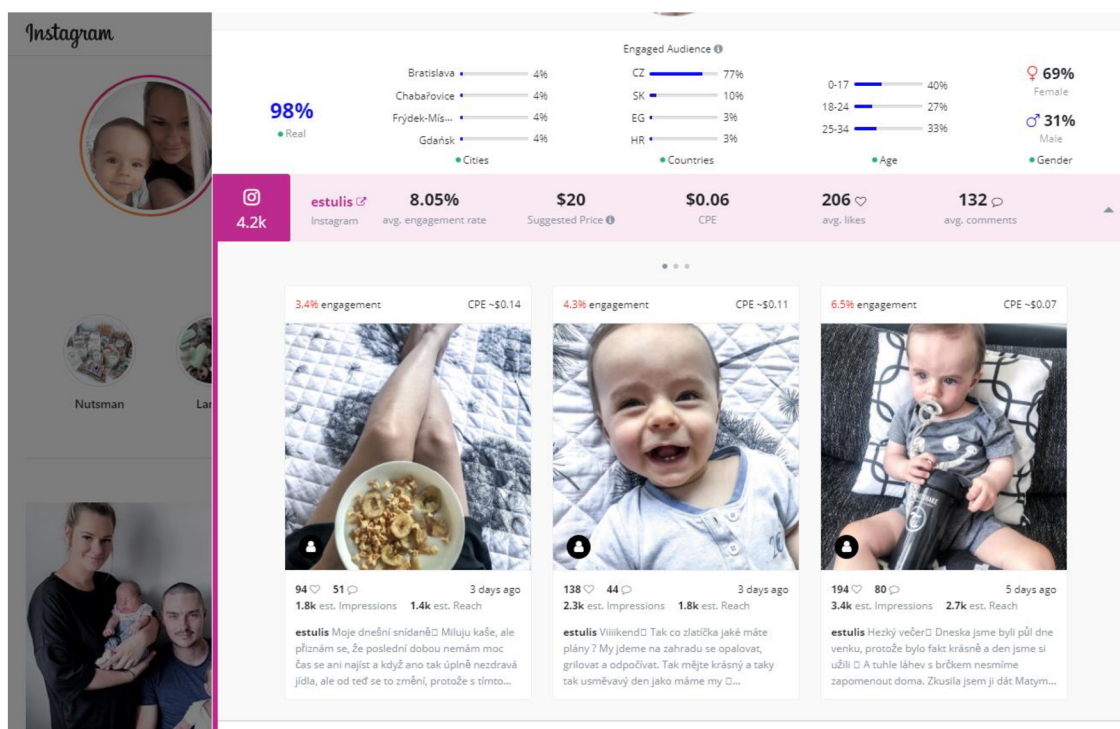 Instagram
Nutsman
Lar
Engaged Audience
98%
Real
Bratislava 4%
Chabařovice 4%
Frýdek-Mís... 4%
Gdańsk 4%
Cities
CZ 77%
SK 10%
EG 3%
HR 3%
Countries
0-17 40%
18-24 27%
25-34 33%
Age
69%
Female
31%
Male
Gender
4.2k
estulis
Instagram
8.05%
avg. engagement rate
$20
Suggested Price
$0.06
CPE
206
avg. likes
132
avg. comments
3.4% engagement CPE ~$0.14
94 51 3 days ago
1.8k est. Impressions 1.4k est. Reach
estulis Moje dnešní snídaně Miluju kaše, ale
přiznám se, že poslední dobou nemám moc
čas se ani najíst a když ano tak úplně nezdravá
jídla, ale od teď se to změní, protože s tímto...
4.3% engagement CPE ~$0.11
138 44 3 days ago
2.3k est. Impressions 1.8k est. Reach
estulis Viiiikend Tak co zlatíčka jaké máte
plány ? My jdeme na zahradu se opalovat,
grilovat a odpočívat. Tak mějte krásný a taky
tak usměvavý den jako máme my ...
6.5% engagement CPE ~$0.07
194 80 5 days ago
3.4k est. Impressions 2.7k est. Reach
estulis Hezký večer Dneska jsme byli půl dne
venku, protože bylo fakt krásně a den jsme si
užili A tuhle láhev s brčkem nesmíme
zapomenout doma. Zkusila jsem ji dát Matym...